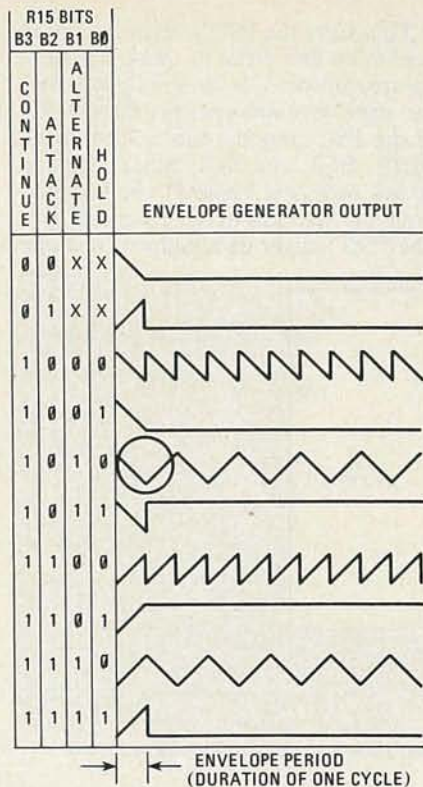 R15 BITS
B3 B2 B1 B0
CONTINUE
ATTACK
ALTERNATE
HOLD
ENVELOPE GENERATOR OUTPUT
0 0 X X
0 1 X X
1 0 0 0
1 0 0 1
1 0 1 0
1 0 1 1
1 1 0 0
1 1 0 1
1 1 1 0
1 1 1 1
ENVELOPE PERIOD
(DURATION OF ONE CYCLE)